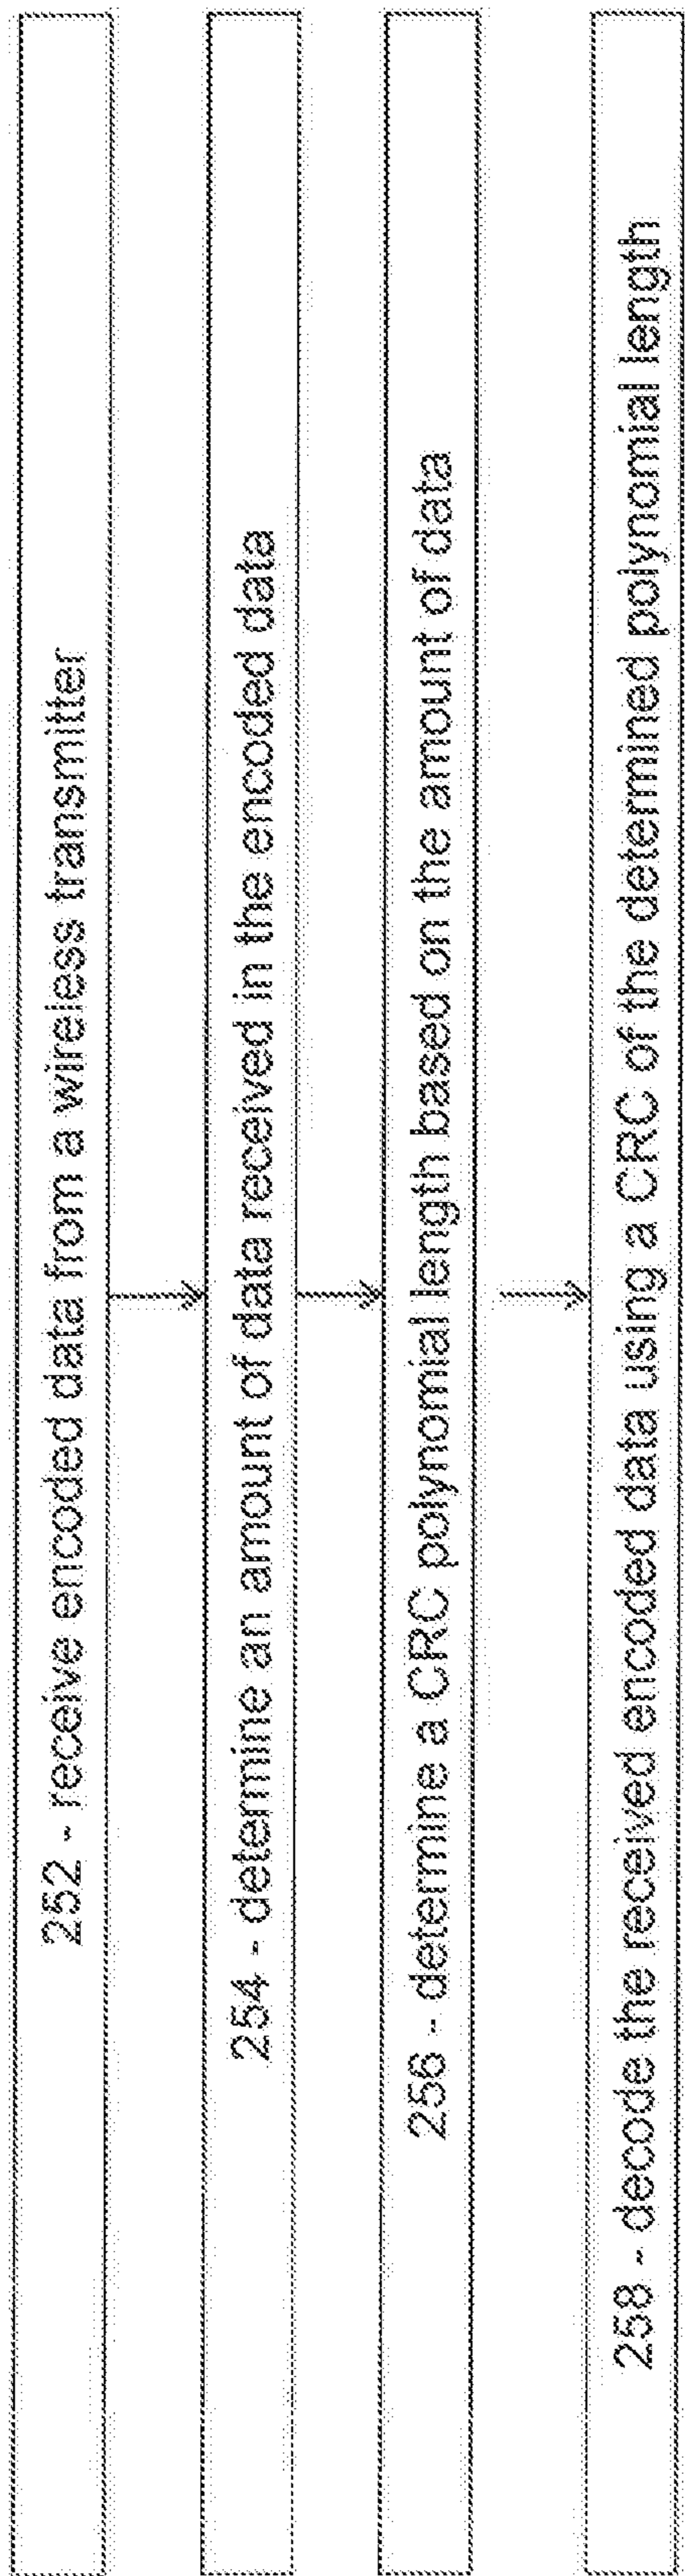 252 - receive encoded data from a wireless transmitter
254 - determine an amount of data received in the encoded data
256 - determine a CRC polynomial length based on the amount of data
258 - decode the received encoded data using a CRC of the determined polynomial length